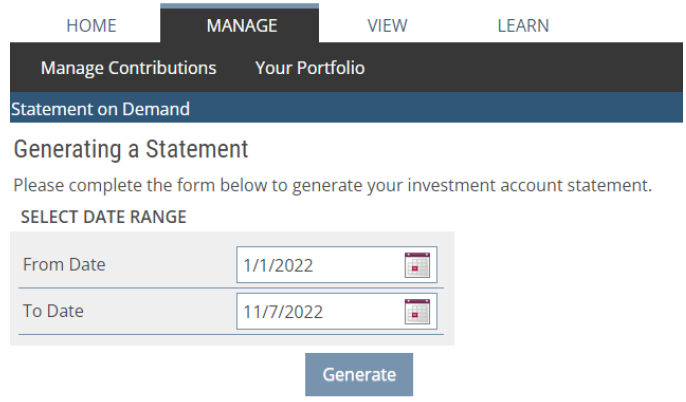 HOME MANAGE VIEW LEARN
Manage Contributions Your Portfolio
Statement on Demand
Generating a Statement
Please complete the form below to generate your investment account statement.
SELECT DATE RANGE
From Date 1/1/2022
To Date 11/7/2022
Generate